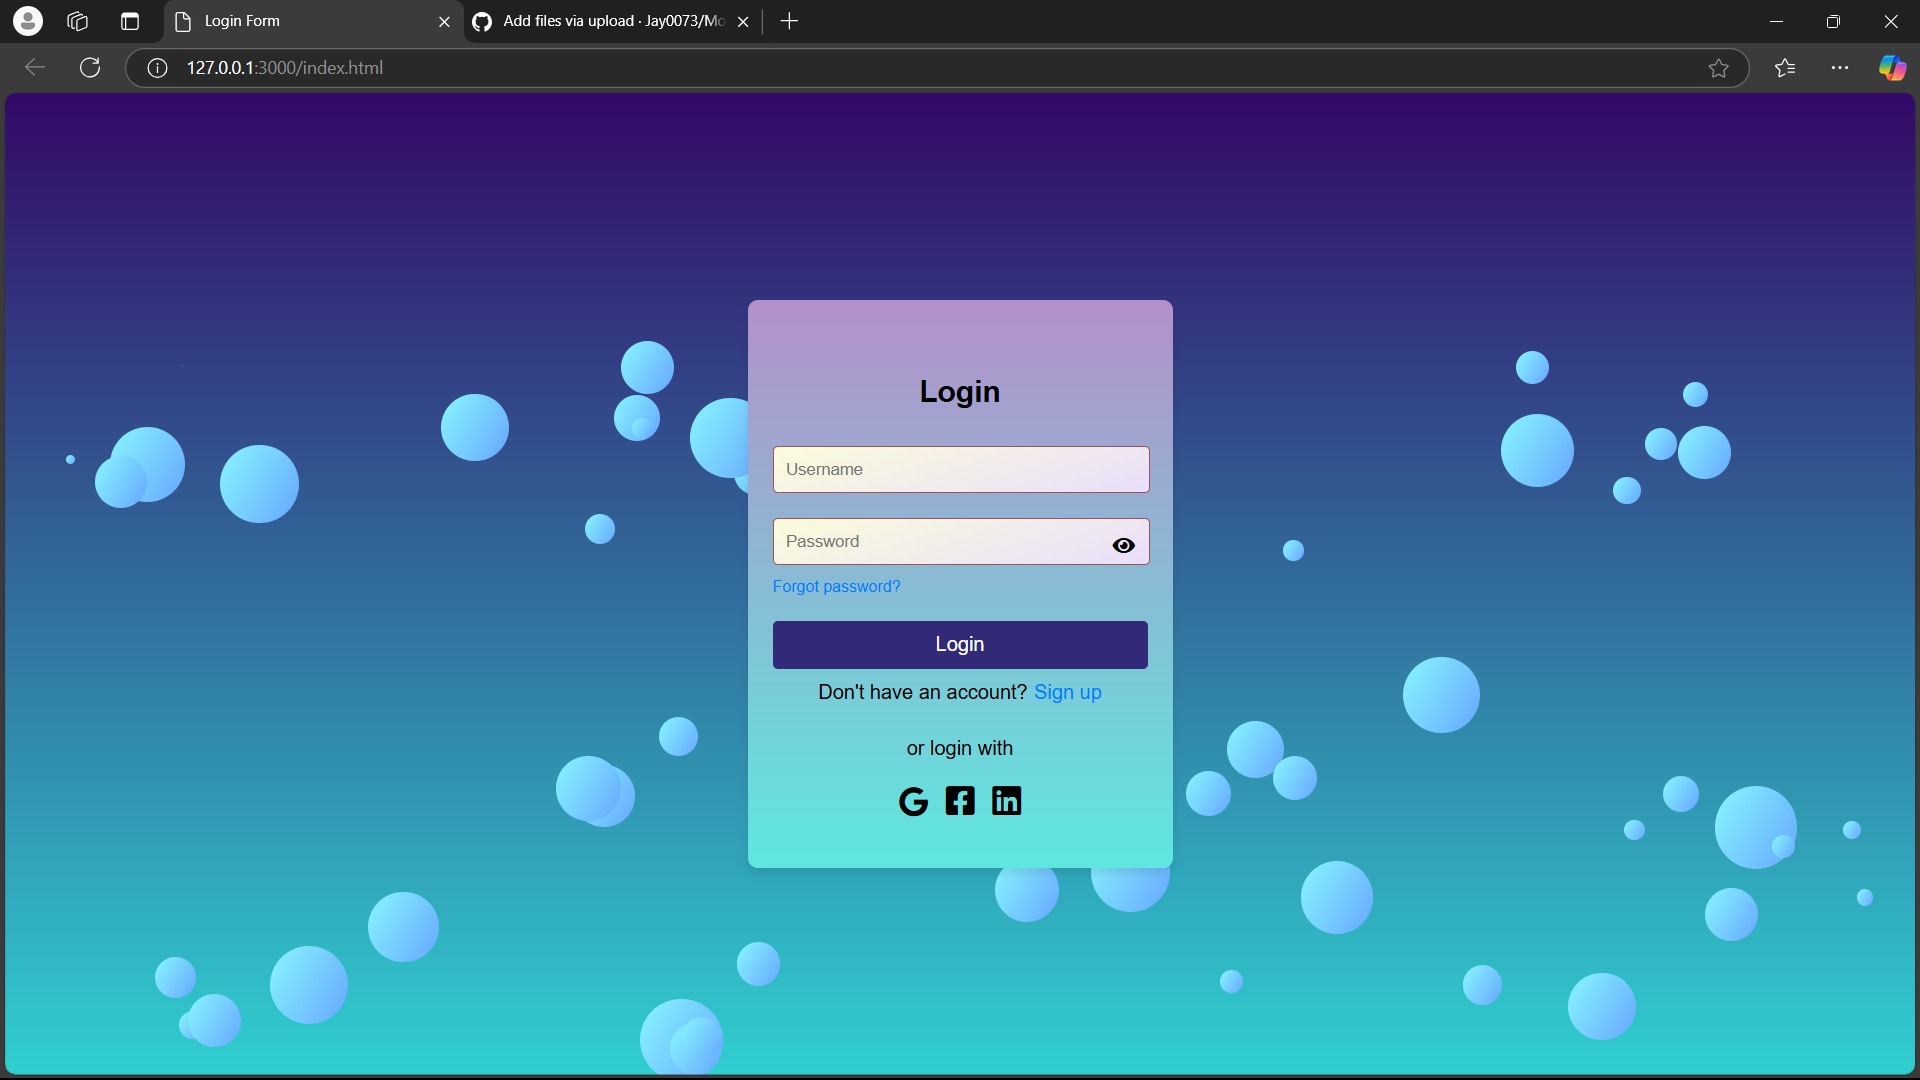 Login Form
Add files via upload · Jay0073/Mo
127.0.0.1:3000/index.html
Login
Username
Password
Forgot password?
Login
Don't have an account? Sign up
or login with